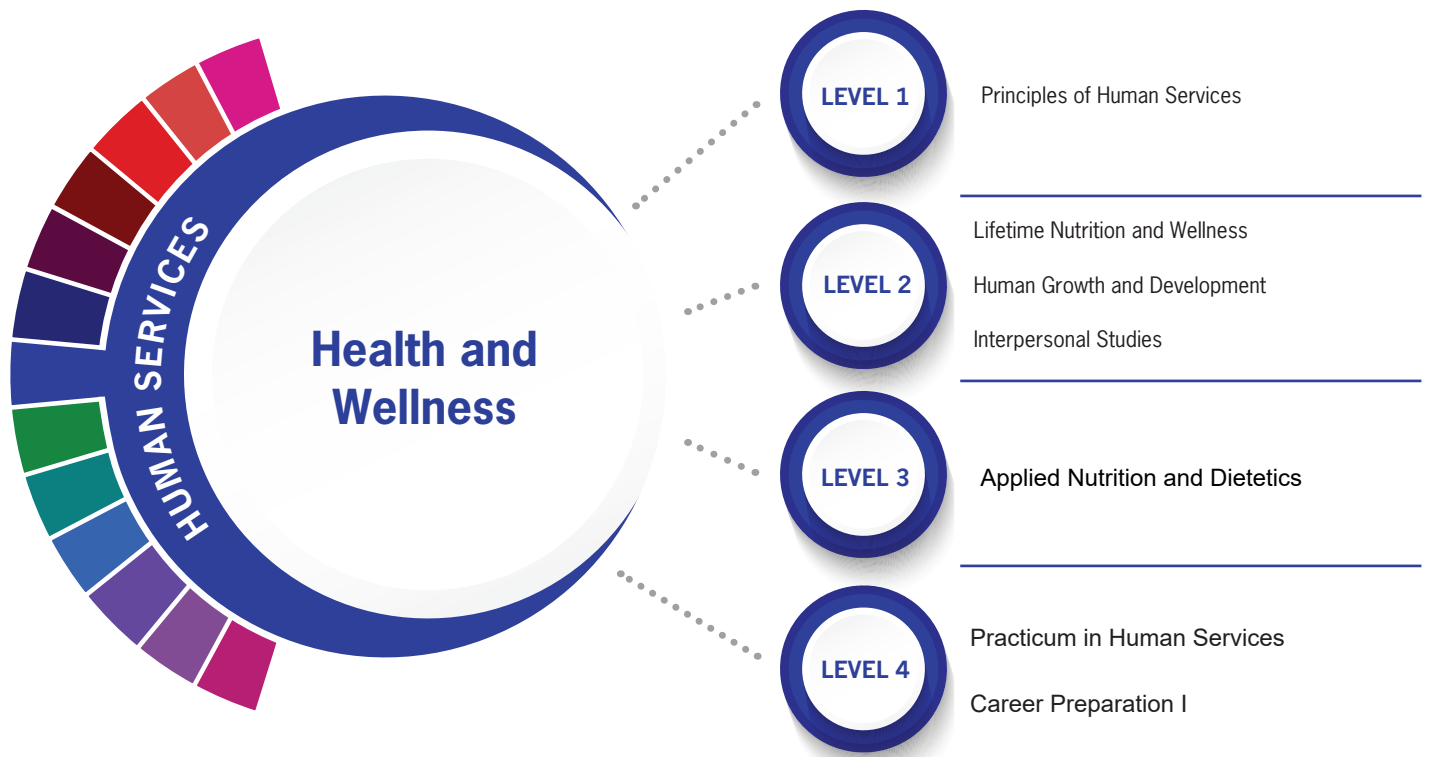 HUMAN SERVICES
Health and
Wellness
LEVEL 1
Principles of Human Services
LEVEL 2
Lifetime Nutrition and Wellness
Human Growth and Development
Interpersonal Studies
LEVEL 3
Applied Nutrition and Dietetics
LEVEL 4
Practicum in Human Services
Career Preparation I